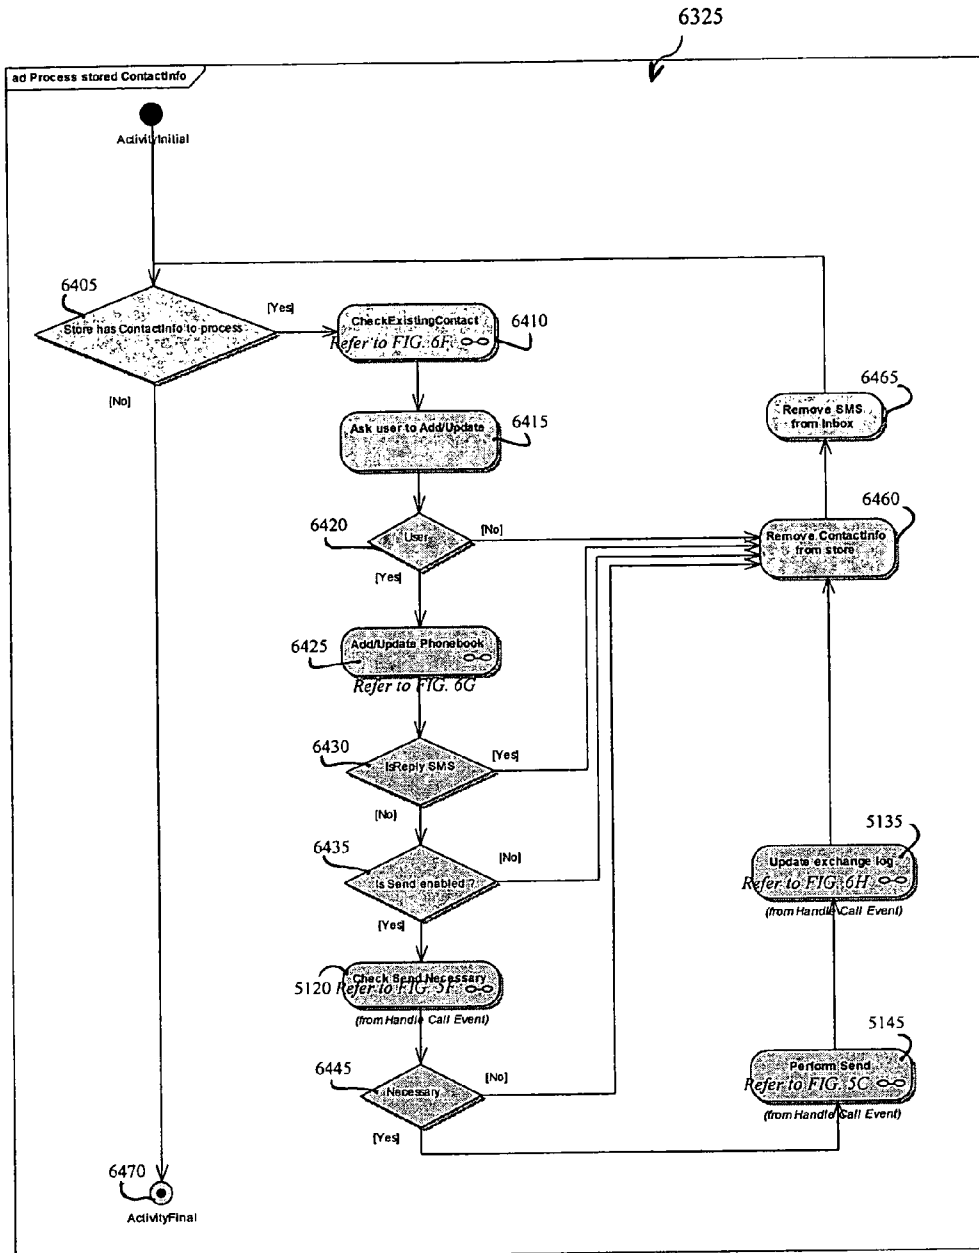 6325
ad Process stored ContactInfo
ActivityInitial
6405
Store has ContactInfo to process
[Yes]
[No]
CheckExistingContact
Refer to FIG. 6F
6410
Ask user to Add/Update
6415
6465
Remove SMS
from Inbox
6420
User
[No]
[Yes]
6460
Remove ContactInfo
from store
6425
Add/Update Phonebook
Refer to FIG. 6G
6430
IsReply SMS
[Yes]
[No]
6435
Is Send enabled ?
[No]
[Yes]
5135
Update exchange log
Refer to FIG. 6H
(from Handle Call Event)
5120
Check Send Necessary
Refer to FIG. 5F
(from Handle Call Event)
6445
Necessary
[No]
[Yes]
5145
Perform Send
Refer to FIG. 5C
(from Handle Call Event)
6470
ActivityFinal